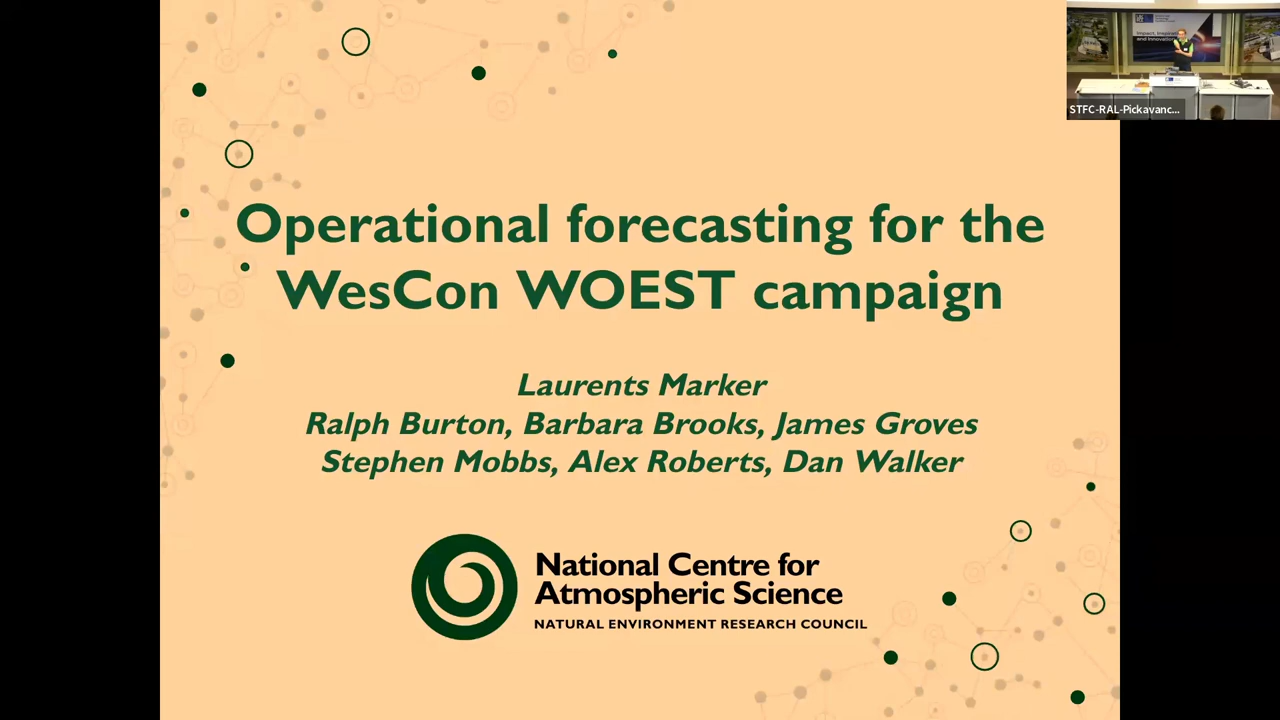 Operational forecasting for the
WesCon WOEST campaign
Laurents Marker
Ralph Burton, Barbara Brooks, James Groves
Stephen Mobbs, Alex Roberts, Dan Walker
National Centre for
Atmospheric Science
NATURAL ENVIRONMENT RESEARCH COUNCIL
STFC-RAL-Pickavanc...